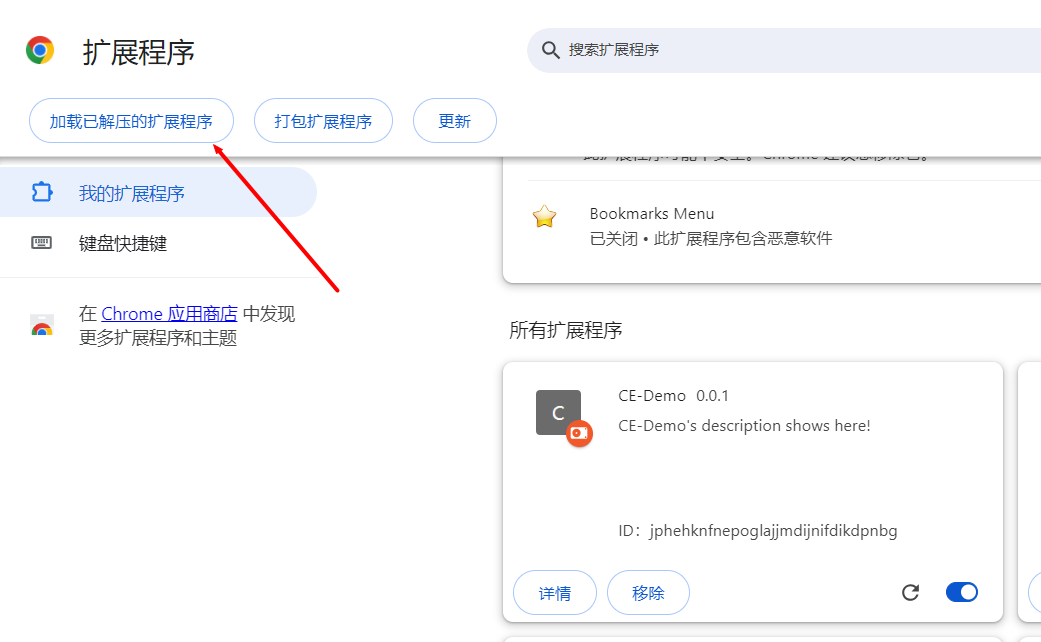 扩展程序
搜索扩展程序
加载已解压的扩展程序
打包扩展程序
更新
我的扩展程序
键盘快捷键
在 Chrome 应用商店 中发现
更多扩展程序和主题
Bookmarks Menu
已关闭 • 此扩展程序包含恶意软件
所有扩展程序
C
CE-Demo 0.0.1
CE-Demo's description shows here!
ID：jphehknfnepoglajjmdijnifdikdpnbg
详情
移除